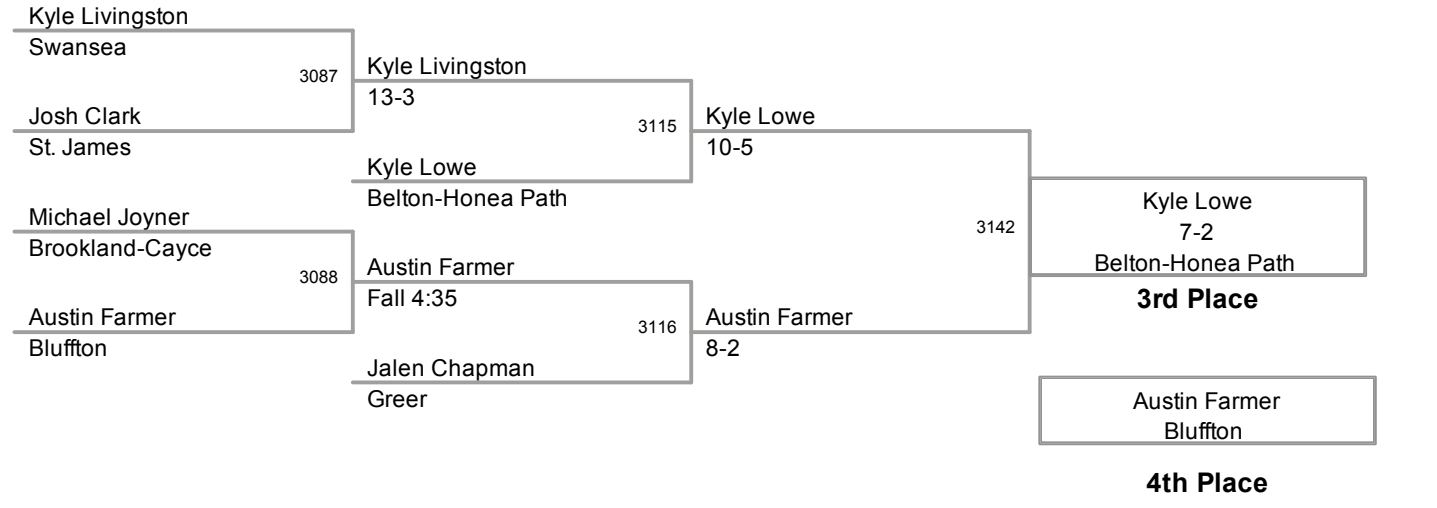 Kyle Livingston
Swansea
3087
Josh Clark
St. James
Kyle Livingston
13-3
3115
Kyle Lowe
Belton-Honea Path
Kyle Lowe
10-5
Michael Joyner
Brookland-Cayce
3088
Austin Farmer
Bluffton
Austin Farmer
Fall 4:35
3116
Jalen Chapman
Greer
Austin Farmer
8-2
3142
Kyle Lowe
7-2
Belton-Honea Path
3rd Place
Austin Farmer
Bluffton
4th Place